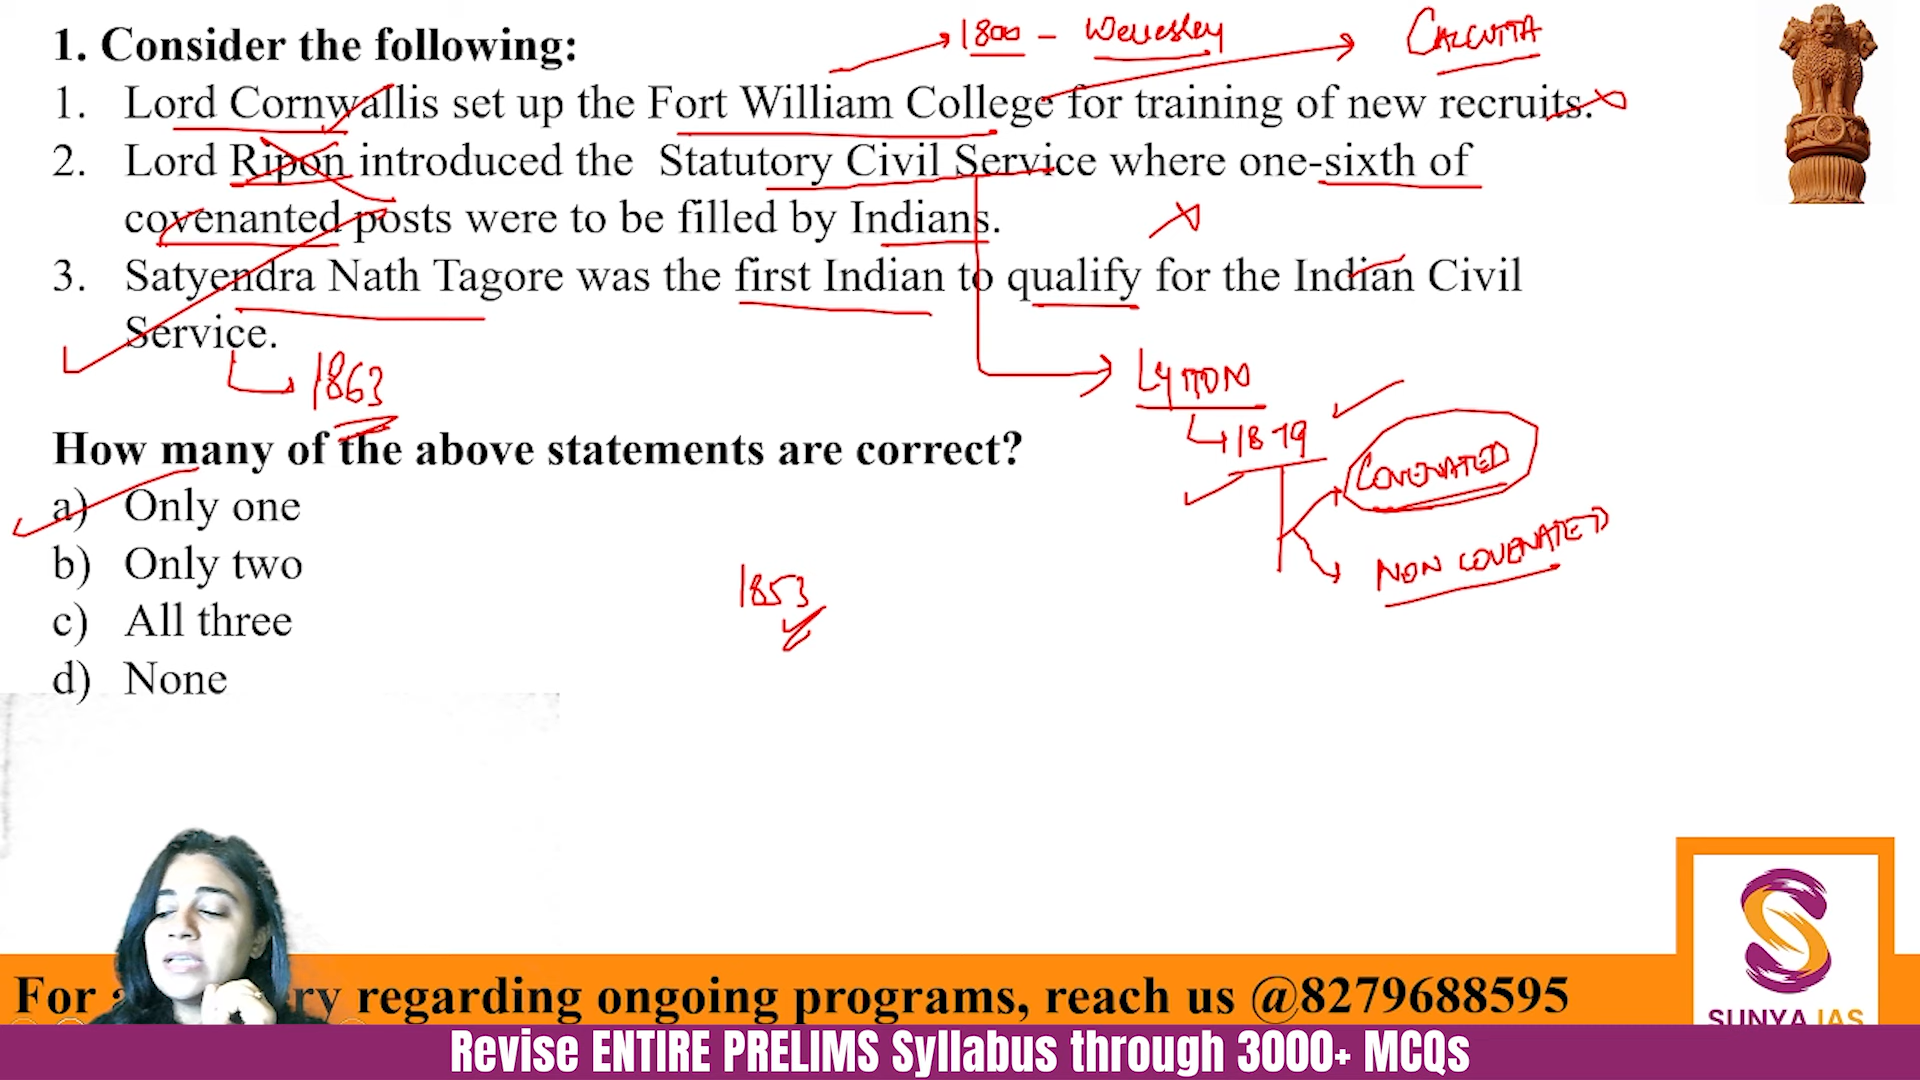 1. Consider the following:
1800 - Wellesley
CALCUTTA
1. Lord Cornwallis set up the Fort William College for training of new recruits.
2. Lord Ripon introduced the Statutory Civil Service where one-sixth of
covenanted posts were to be filled by Indians.
3. Satyendra Nath Tagore was the first Indian to qualify for the Indian Civil
Service.
1863
LYTTON
1879
COVENATED
NON COVENATED
How many of the above statements are correct?
a) Only one
b) Only two
1853
c) All three
d) None
For ry regarding ongoing programs, reach us @8279688595
S
SUNYA IAS
Revise ENTIRE PRELIMS Syllabus through 3000+ MCQs